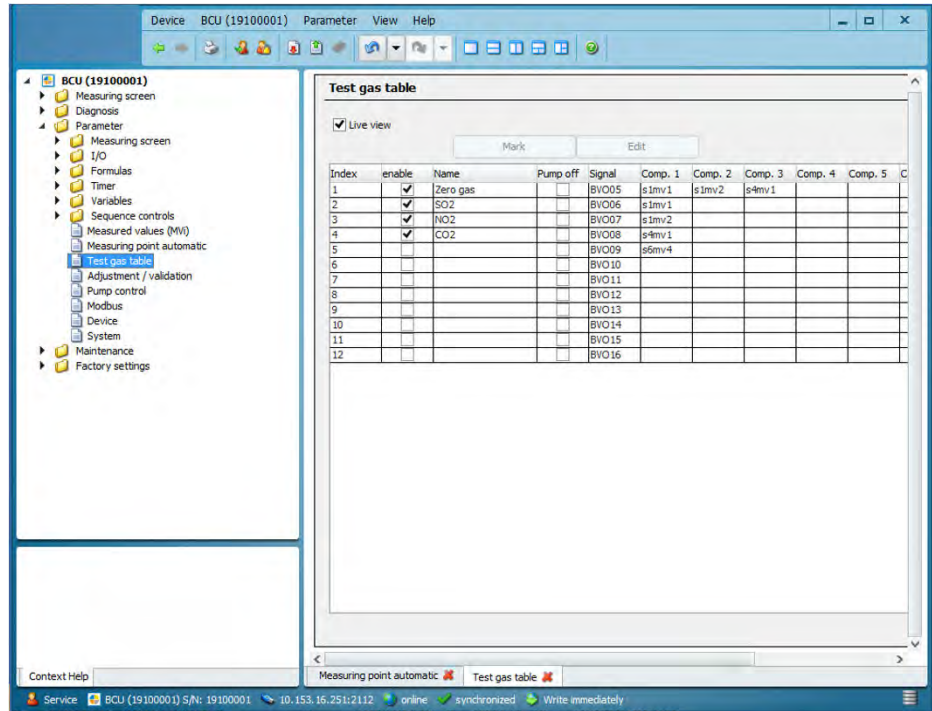 Device BCU (19100001) Parameter View Help
BCU (19100001)
Measuring screen
Diagnosis
Parameter
Measuring screen
I/O
Formulas
Timer
Variables
Sequence controls
Measured values (MVi)
Measuring point automatic
Test gas table
Adjustment / validation
Pump control
Modbus
Device
System
Maintenance
Factory settings
Context Help
Test gas table
Live view
Mark Edit
Index enable Name Pump off Signal Comp. 1 Comp. 2 Comp. 3 Comp. 4 Comp. 5 C
1 Zero gas BVO05 s1mv1 s1mv2 s4mv1
2 SO2 BVO06 s1mv1
3 NO2 BVO07 s1mv2
4 CO2 BVO08 s4mv1
5 BVO09 s6mv4
6 BVO10
7 BVO11
8 BVO12
9 BVO13
10 BVO14
11 BVO15
12 BVO16
Measuring point automatic Test gas table
Service BCU (19100001) S/N: 19100001 10.153.16.251:2112 online synchronized Write immediately